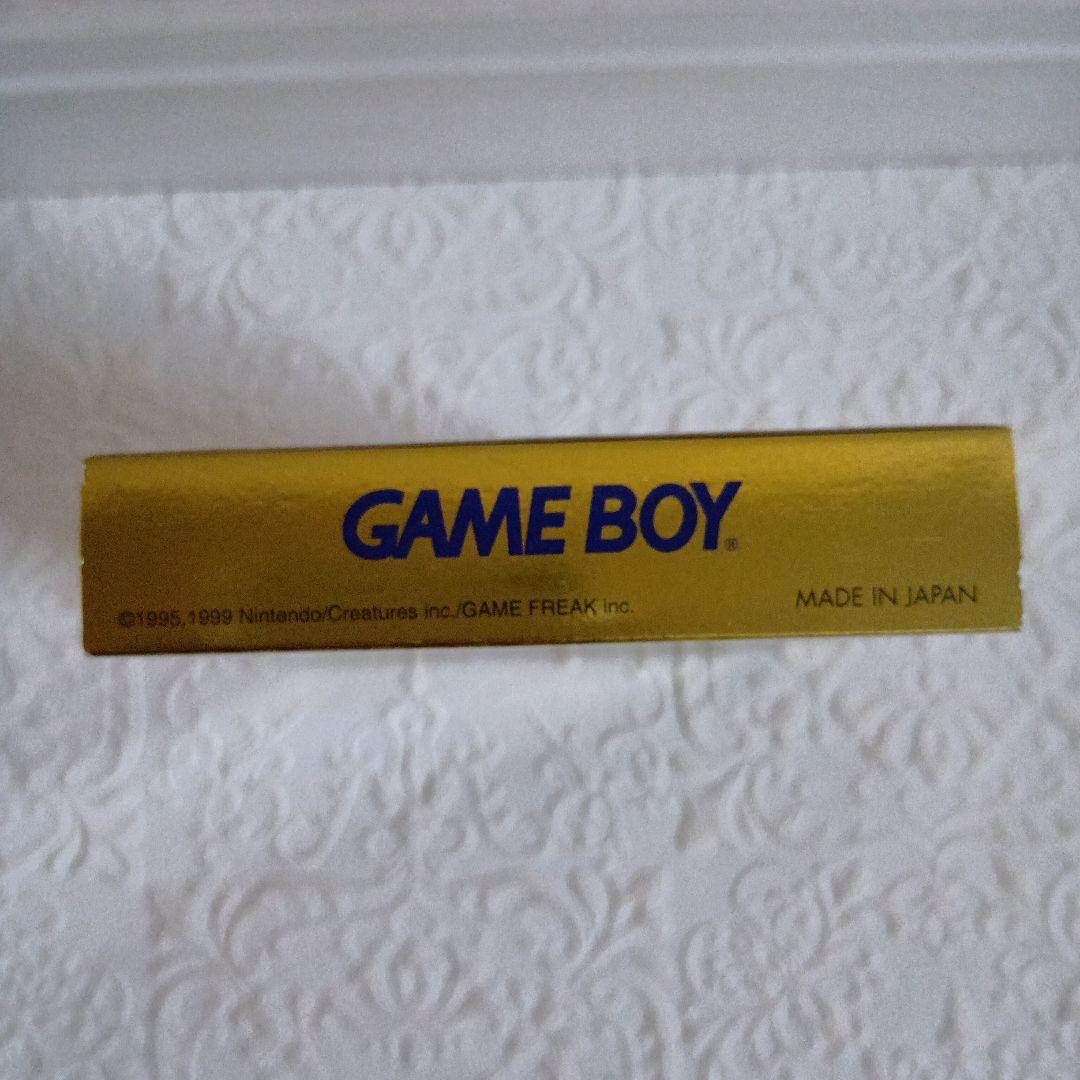 GAME BOY®
©1995,1999 Nintendo/Creatures inc./GAME FREAK inc.
MADE IN JAPAN